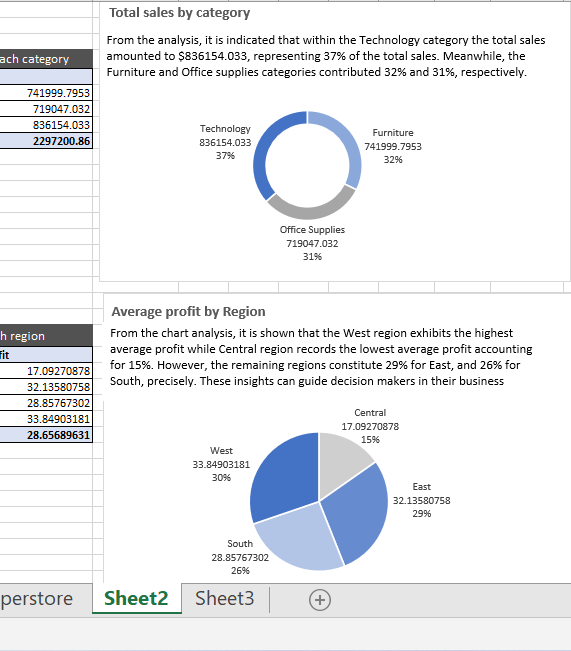 Total sales by category
From the analysis, it is indicated that within the Technology category the total sales
amounted to $836154.033, representing 37% of the total sales. Meanwhile, the
Furniture and Office supplies categories contributed 32% and 31%, respectively.
ach category
741999.7953
719047.032
836154.033
2297200.86
Technology
836154.033
37%
Furniture
741999.7953
32%
Office Supplies
719047.032
31%
Average profit by Region
From the chart analysis, it is shown that the West region exhibits the highest
average profit while Central region records the lowest average profit accounting
for 15%. However, the remaining regions constitute 29% for East, and 26% for
South, precisely. These insights can guide decision makers in their business
h region
fit
17.09270878
32.13580758
28.85767302
33.84903181
28.65689631
Central
17.09270878
15%
West
33.84903181
30%
East
32.13580758
29%
South
28.85767302
26%
perstore
Sheet2
Sheet3